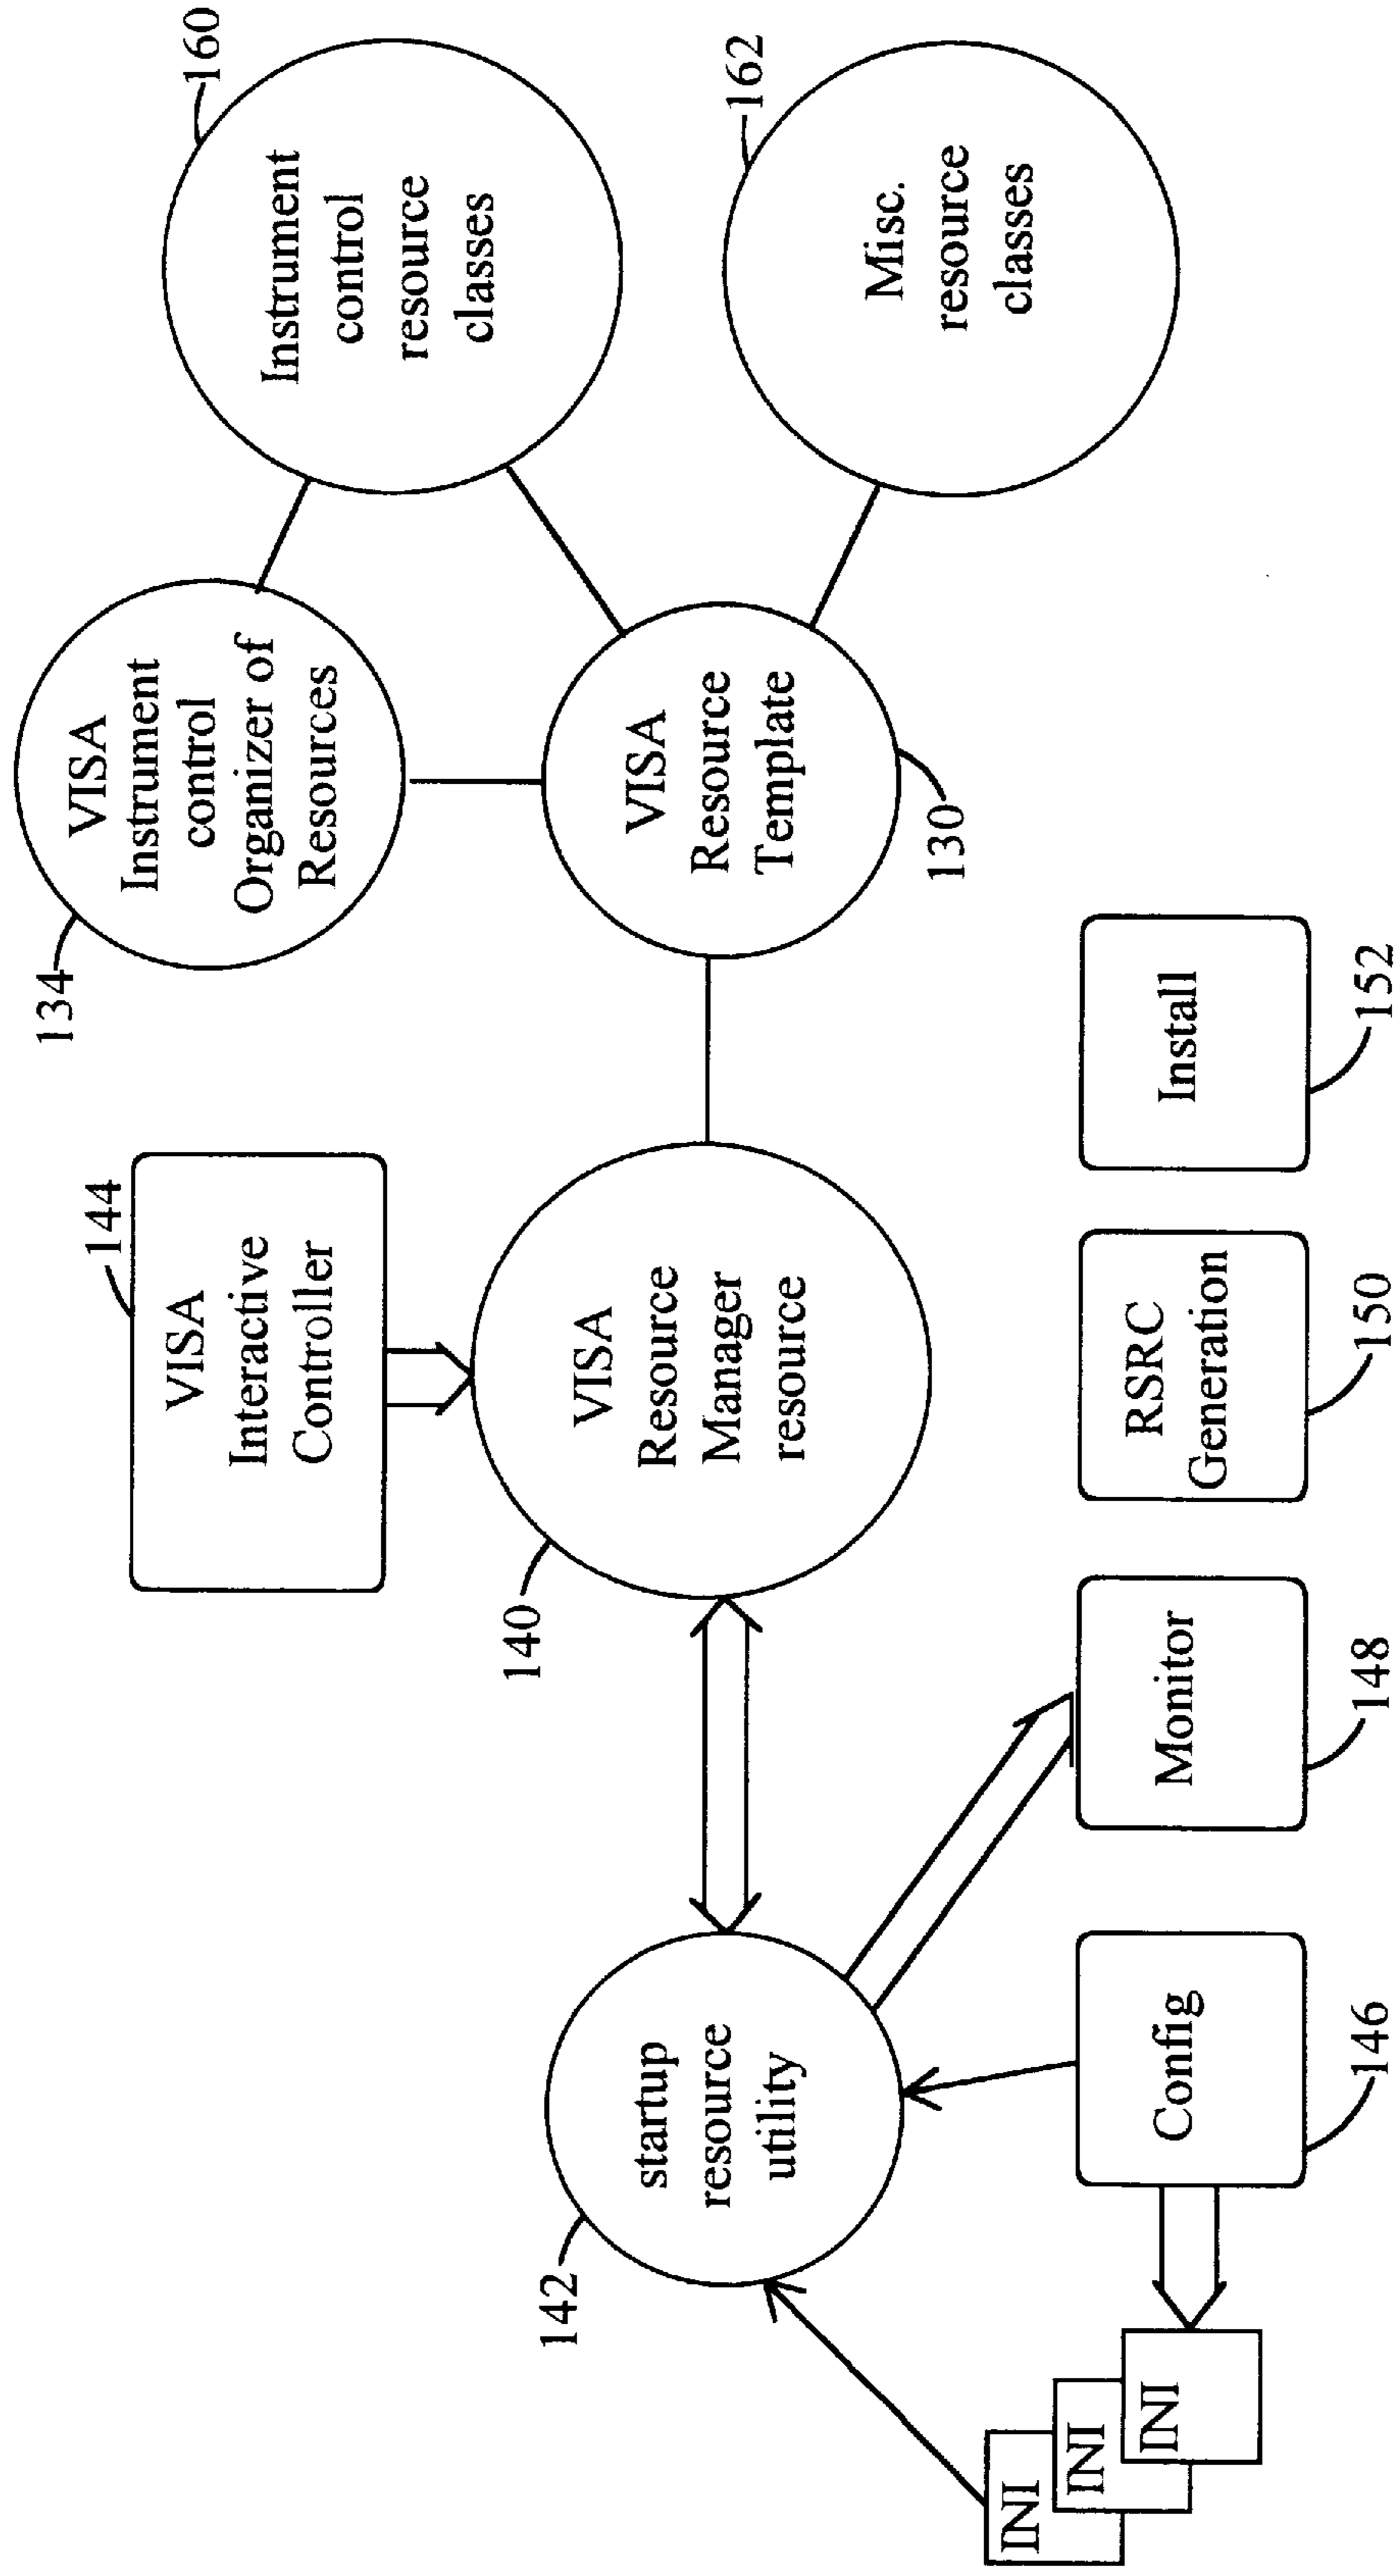 134
VISA
Instrument
control
Organizer of
Resources
160
Instrument
control
resource
classes
144
VISA
Interactive
Controller
140
VISA
Resource
Manager
resource
VISA
Resource
Template
130
162
Misc.
resource
classes
142
startup
resource
utility
INI
INI
INI
Config
146
Monitor
148
RSRC
Generation
150
Install
152